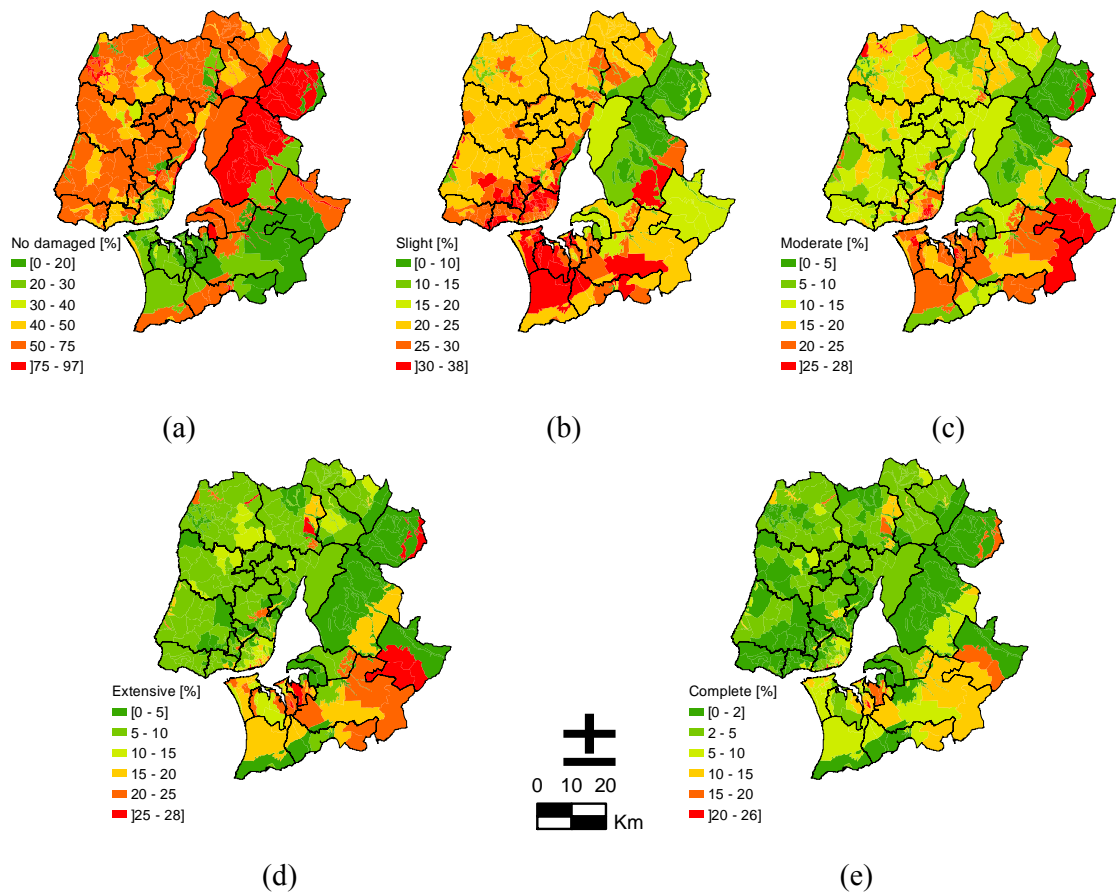 No damaged [%]
[0 - 20]
20 - 30
30 - 40
40 - 50
50 - 75
]75 - 97]
(a)
Slight [%]
[0 - 10]
10 - 15
15 - 20
20 - 25
25 - 30
]30 - 38]
(b)
Moderate [%]
[0 - 5]
5 - 10
10 - 15
15 - 20
20 - 25
]25 - 28]
(c)
Extensive [%]
[0 - 5]
5 - 10
10 - 15
15 - 20
20 - 25
]25 - 28]
(d)
0 10 20
Km
Complete [%]
[0 - 2]
2 - 5
5 - 10
10 - 15
15 - 20
]20 - 26]
(e)